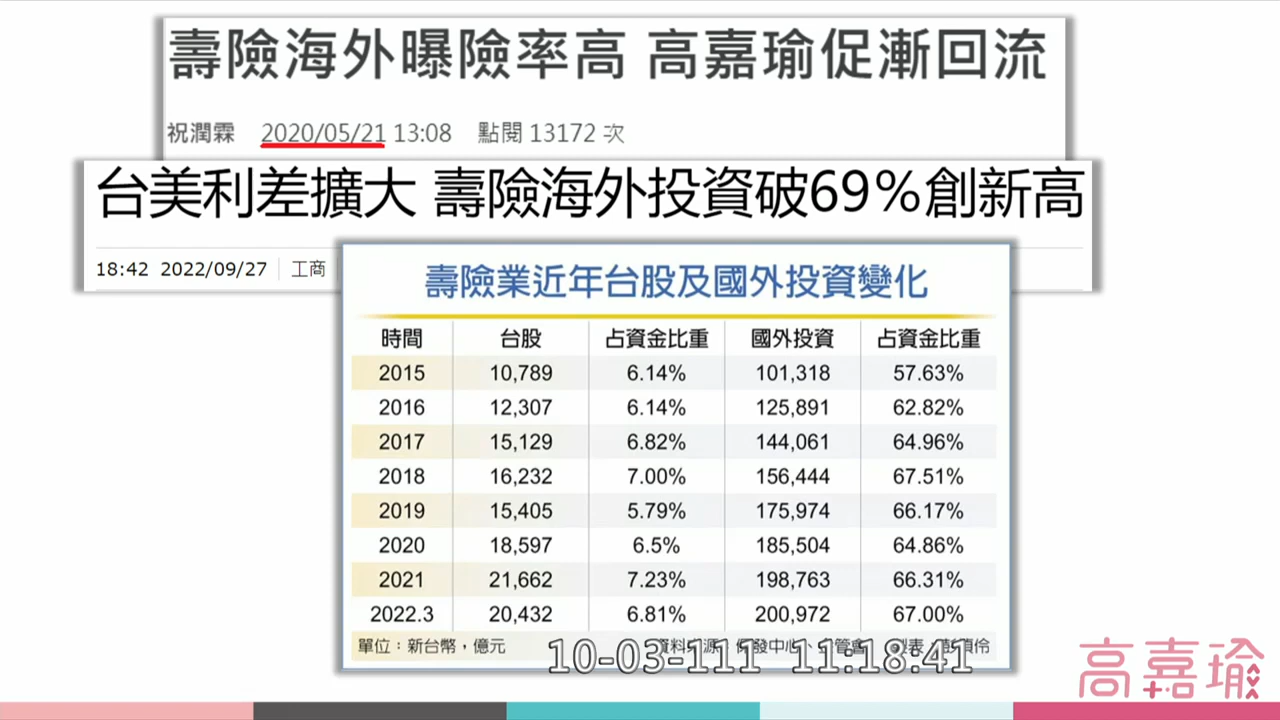 壽險海外曝險率高 高嘉瑜促漸回流
祝潤霖 2020/05/21 13:08 點閱 13172 次
台美利差擴大 壽險海外投資破69%創新高
18:42 2022/09/27 工商
壽險業近年台股及國外投資變化
時間 台股 占資金比重 國外投資 占資金比重
2015 10,789 6.14% 101,318 57.63%
2016 12,307 6.14% 125,891 62.82%
2017 15,129 6.82% 144,061 64.96%
2018 16,232 7.00% 156,444 67.51%
2019 15,405 5.79% 175,974 66.17%
2020 18,597 6.5% 185,504 64.86%
2021 21,662 7.23% 198,763 66.31%
2022.3 20,432 6.81% 200,972 67.00%
單位：新台幣，億元
10-03-111 11:18:41
高嘉瑜